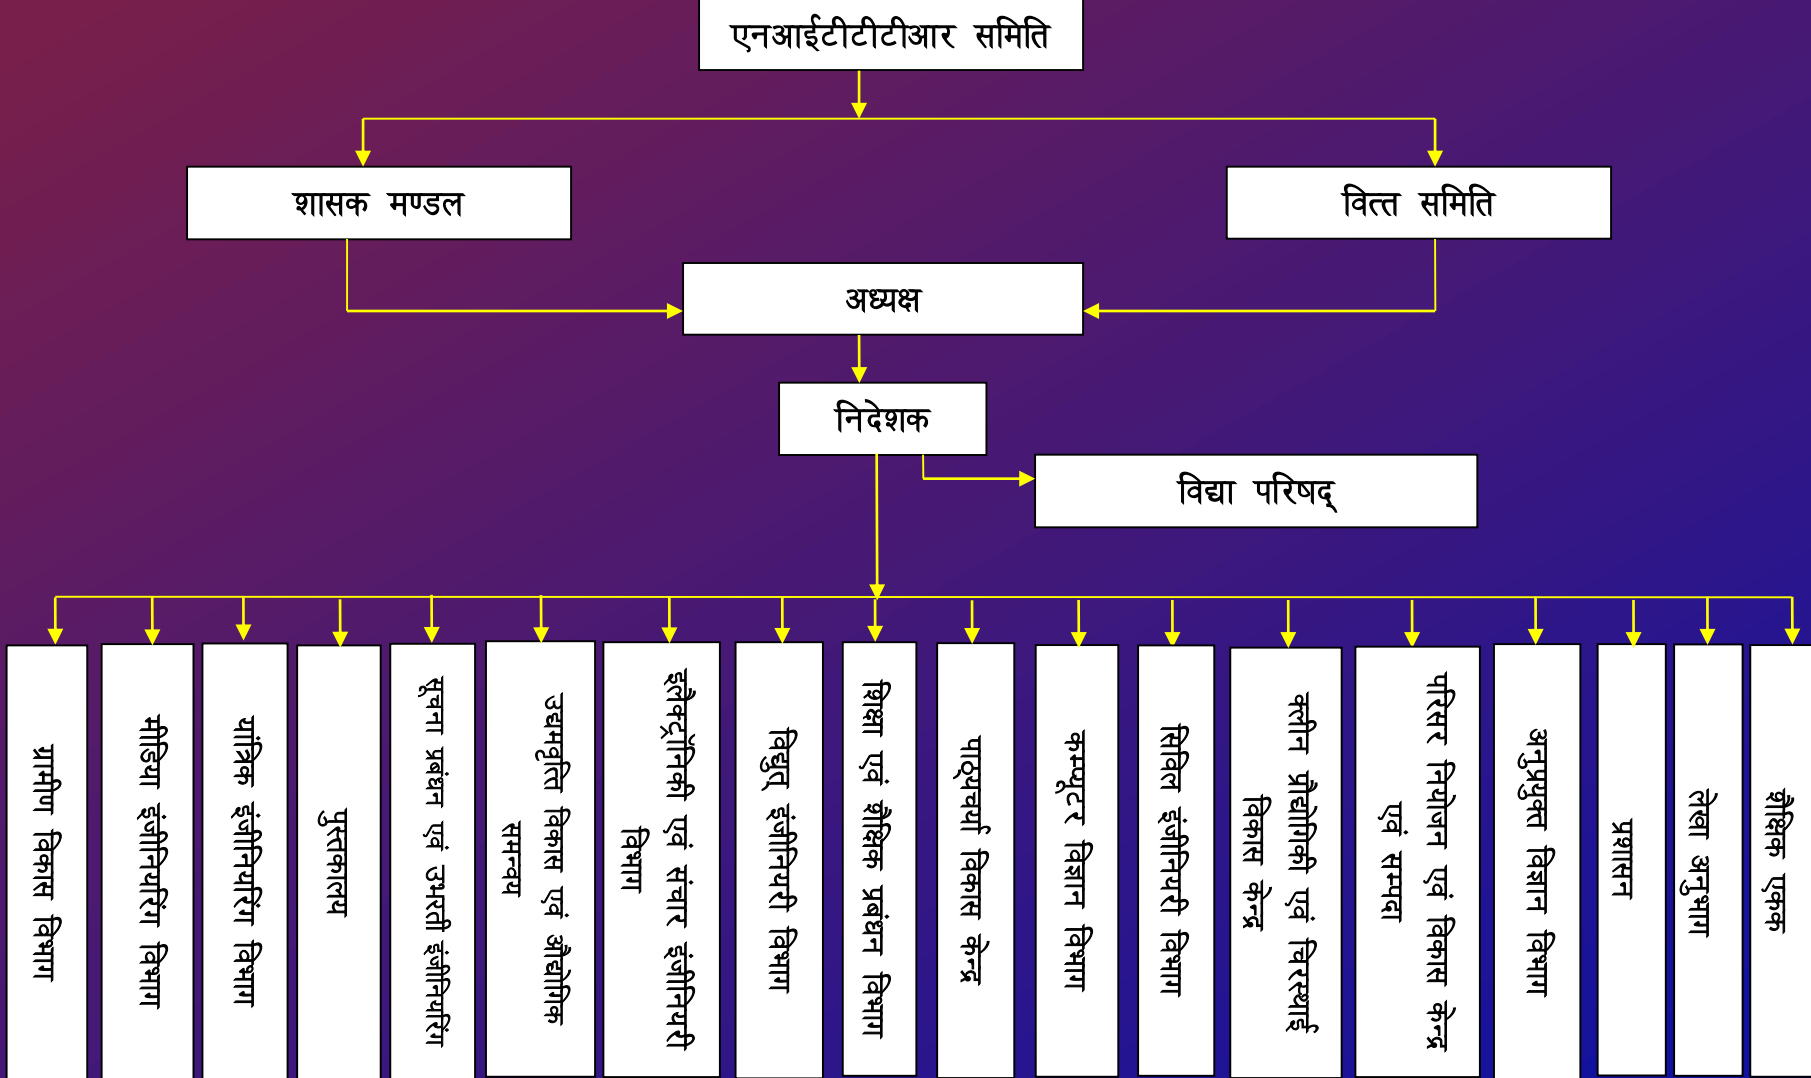 एनआईटीटीटीआर समिति
शासक मण्डल
वित्त समिति
अध्यक्ष
निदेशक
विद्या परिषद्
ग्रामीण विकास विभाग
मीडिया इंजीनियरिंग विभाग
यांत्रिक इंजीनियरिंग विभाग
पुस्तकालय
सूचना प्रबंधन एवं उभरती इंजीनियरिंग
उद्यमवृत्ति विकास एवं औद्योगिक
समन्वय
इलैक्ट्रॉनिकी एवं संचार इंजीनियरी
विभाग
विद्युत् इंजीनियरी विभाग
शिक्षा एवं शैक्षिक प्रबंधन विभाग
पाठ्यचर्या विकास केन्द्र
कम्प्यूटर विज्ञान विभाग
सिविल इंजीनियरी विभाग
क्लीन प्रौद्योगिकी एवं चिरस्थाई
विकास केन्द्र
परिसर नियोजन एवं विकास केन्द्र
एवं सम्पदा
अनुप्रयुक्त विज्ञान विभाग
प्रशासन
लेखा अनुभाग
शैक्षिक एकक